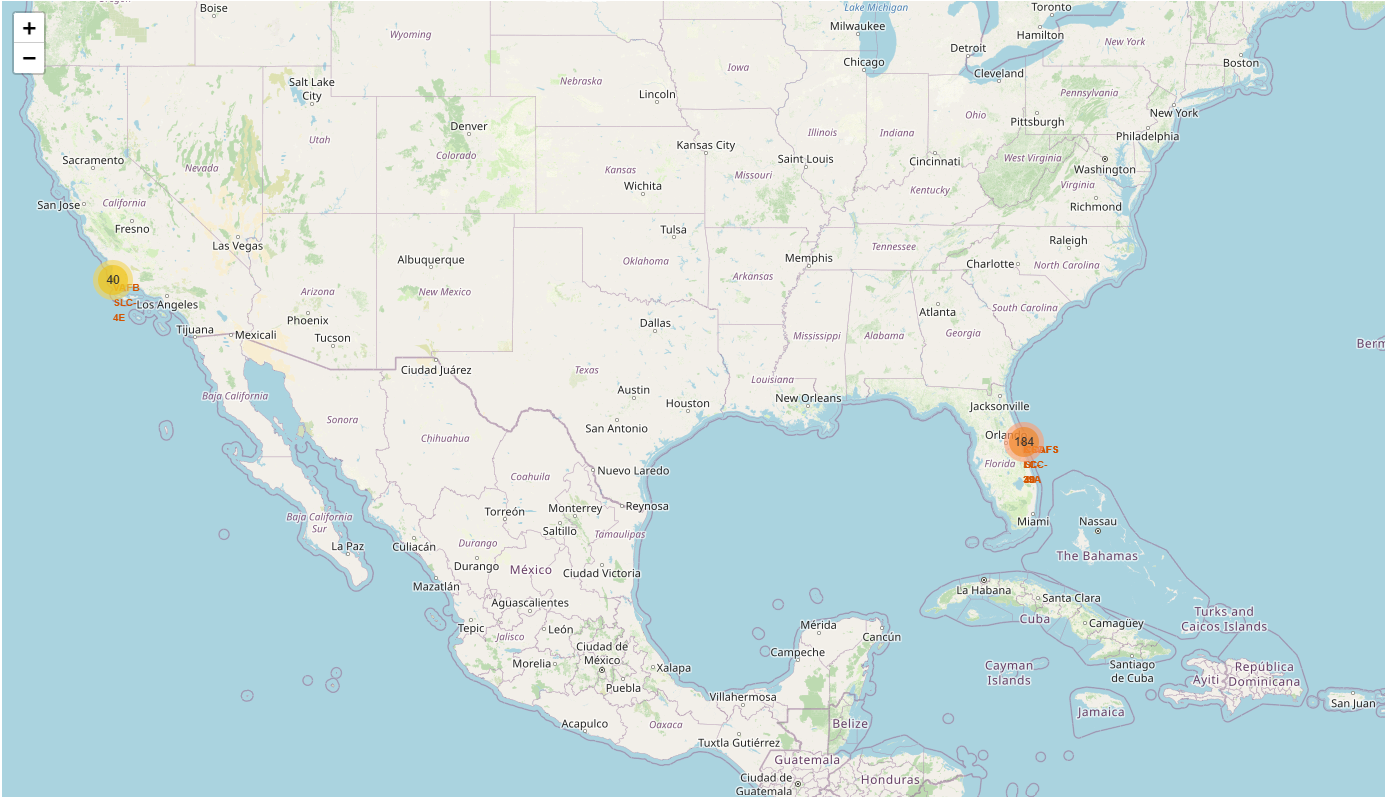 Boise
Toronto
Lake Michigan
Milwaukee
Hamilton
+
Wyoming
Detroit
New York
−
Chicago
Boston
Iowa
Cleveland
Salt Lake
City
Nebraska
Lincoln
Pennsylvania
New York
Ohio
Pittsburgh
Denver
Illinois
Indiana
Philadelphia
Utah
Kansas City
Colorado
Saint Louis
Cincinnati
West Virginia
Sacramento
Nevada
Kansas
Missouri
Washington
Wichita
Kentucky
Virginia
San Jose
California
Richmond
Fresno
Tulsa
Las Vegas
Tennessee
Raleigh
Albuquerque
Oklahoma
Memphis
Charlotte
North Carolina
40
Arkansas
AFB
Arizona
New Mexico
SLC-
Los Angeles
South Carolina
4E
Phoenix
Atlanta
Tijuana
Mexicali
Dallas
Tucson
Mississippi
Alabama
Georgia
Berm
Ciudad Juárez
Texas
Louisiana
Baja California
Austin
New Orleans
Houston
Jacksonville
Sonora
San Antonio
Chihuahua
Orlando
184
AFS
Florida
Nuevo Laredo
Coahuila
Torreón
Monterrey
Reynosa
Baja California
Sur
Saltillo
Tamaulipas
Miami
Nassau
La Paz
Culiacán
Durango
The Bahamas
Durango
México
Ciudad Victoria
Mazatlán
La Habana
Santa Clara
Aguascalientes
Cuba
Turks and
Caicos Islands
Tepic
León
Mérida
Camagüey
Jalisco
Cancún
Ciudad de
México
Campeche
Morelia
Xalapa
Cayman
Islands
Santiago
de Cuba
República
Dominicana
Ayiti
Puebla
Villahermosa
San Juan
Acapulco
Oaxaca
Belize
Jamaica
Tuxtla Gutiérrez
Guatemala
Ciudad de
Guatemala
Honduras